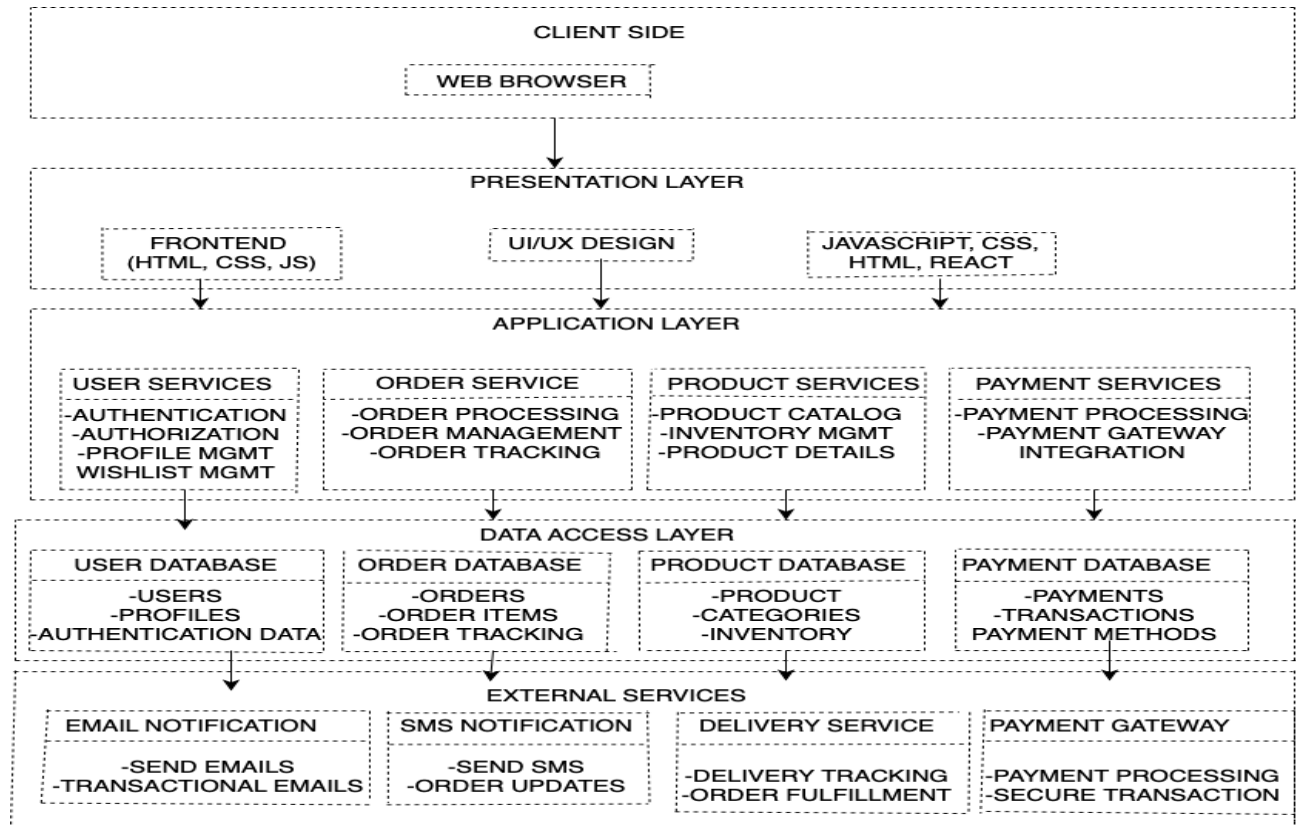 CLIENT SIDE
WEB BROWSER
PRESENTATION LAYER
FRONTEND
(HTML, CSS, JS)
UI/UX DESIGN
JAVASCRIPT, CSS,
HTML, REACT
APPLICATION LAYER
USER SERVICES
-AUTHENTICATION
-AUTHORIZATION
-PROFILE MGMT
WISHLIST MGMT
ORDER SERVICE
-ORDER PROCESSING
-ORDER MANAGEMENT
-ORDER TRACKING
PRODUCT SERVICES
-PRODUCT CATALOG
-INVENTORY MGMT
-PRODUCT DETAILS
PAYMENT SERVICES
-PAYMENT PROCESSING
-PAYMENT GATEWAY
INTEGRATION
DATA ACCESS LAYER
USER DATABASE
-USERS
-PROFILES
-AUTHENTICATION DATA
ORDER DATABASE
-ORDERS
-ORDER ITEMS
-ORDER TRACKING
PRODUCT DATABASE
-PRODUCT
-CATEGORIES
-INVENTORY
PAYMENT DATABASE
-PAYMENTS
-TRANSACTIONS
PAYMENT METHODS
EXTERNAL SERVICES
EMAIL NOTIFICATION
-SEND EMAILS
-TRANSACTIONAL EMAILS
SMS NOTIFICATION
-SEND SMS
-ORDER UPDATES
DELIVERY SERVICE
-DELIVERY TRACKING
-ORDER FULFILLMENT
PAYMENT GATEWAY
-PAYMENT PROCESSING
-SECURE TRANSACTION